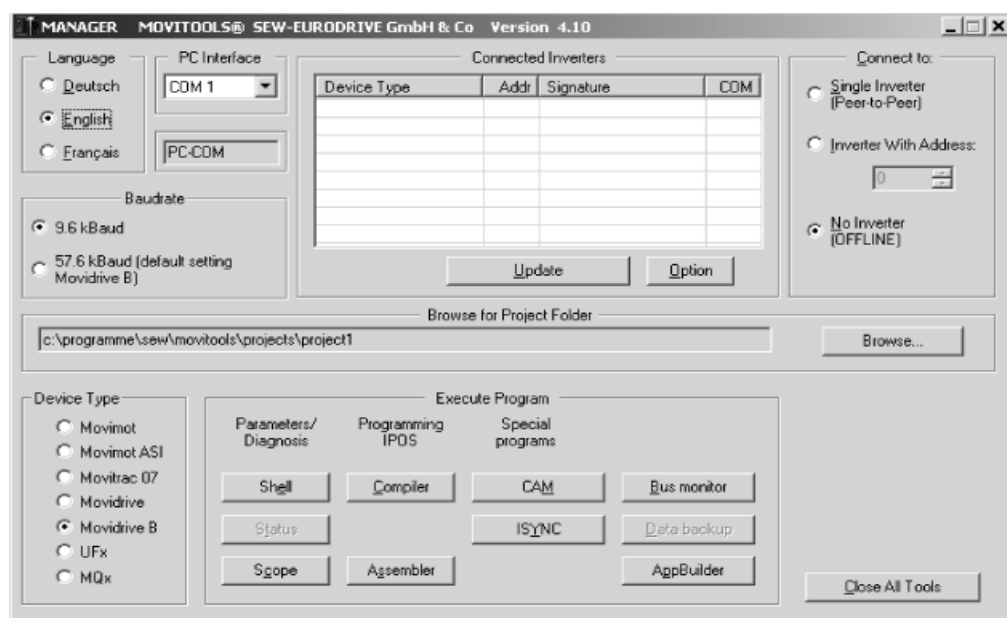 MANAGER MOVITOOLS® SEW-EURODRIVE GmbH & Co Version 4.10
Language
Deutsch
English
Français
PC Interface
COM 1
PC-COM
Baudrate
9.6 kBaud
57.6 kBaud (default setting
Movidrive B)
Connected Inverters
Device Type Addr Signature COM
Update Option
Connect to:
Single Inverter
(Peer-to-Peer)
Inverter With Address:
0
No Inverter
(OFFLINE)
Browse for Project Folder
c:\programme\sew\movitools\projects\project1
Browse...
Device Type
Movimot
Movimot ASI
Movitrac 07
Movidrive
Movidrive B
UFx
MQx
Execute Program
Parameters/
Diagnosis
Programming
IPOS
Special
programs
Shell Compiler CAM Bus monitor
Status ISYNC Data backup
Scope Assembler AppBuilder
Close All Tools